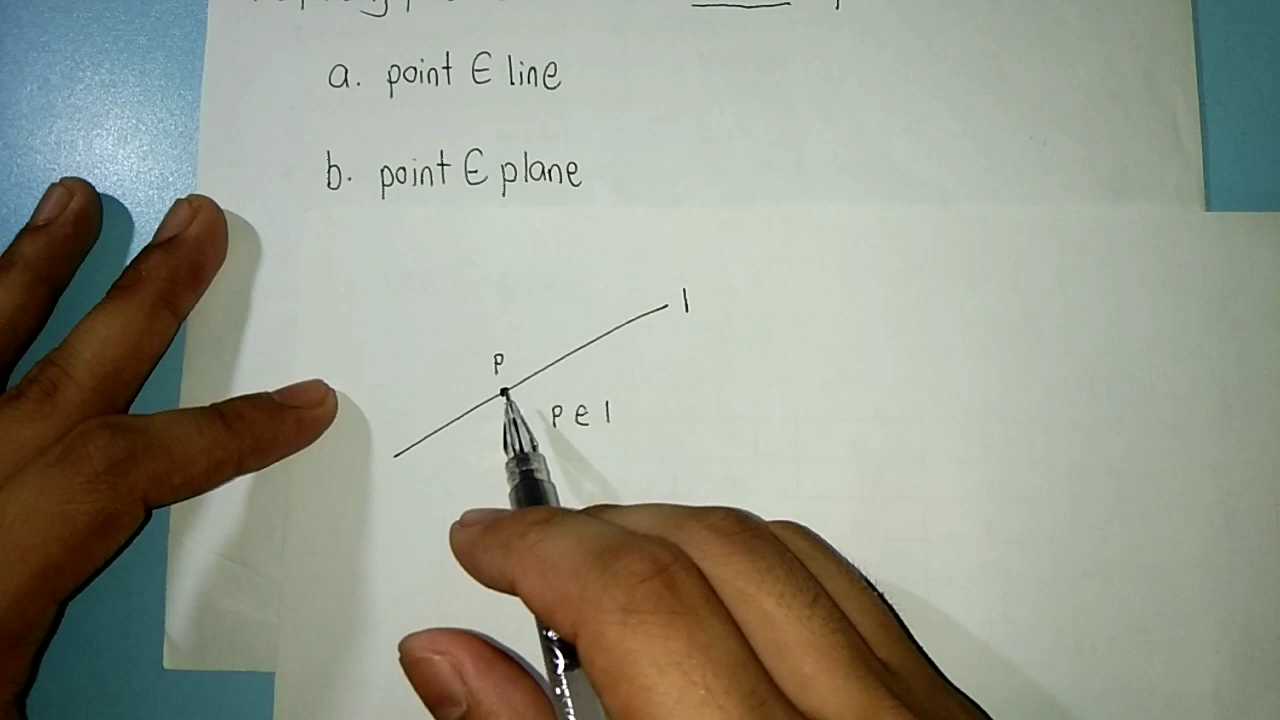 a. point ∈ line
b. point ∈ plane
l
P
P ∈ l